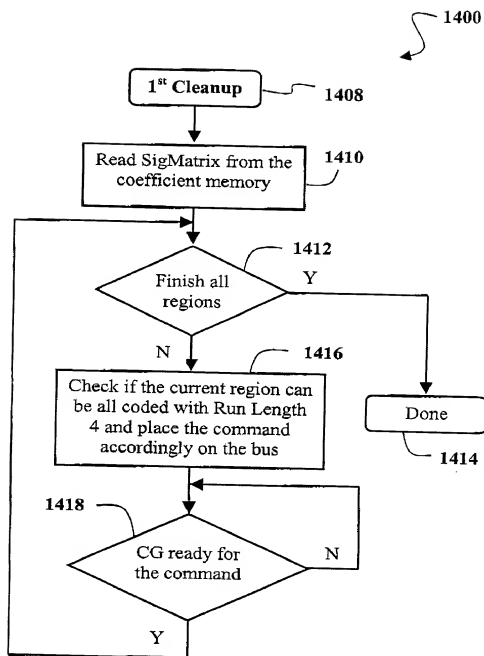 1400
1st Cleanup
1408
Read SigMatrix from the
coefficient memory
1410
1412
Finish all
regions
Y
N
1416
Check if the current region can
be all coded with Run Length
4 and place the command
accordingly on the bus
Done
1414
1418
CG ready for
the command
N
Y